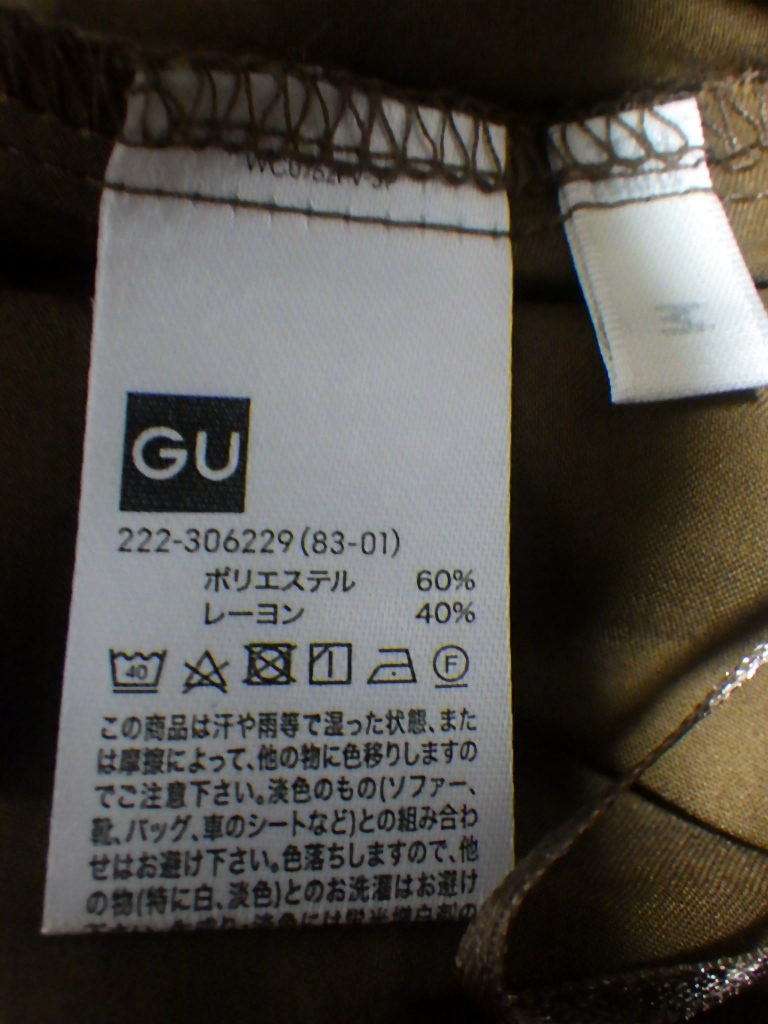 GU
222-306229(83-01)
ポリエステル 60%
レーヨン 40%
40
F
この商品は汗や雨等で湿った状態、また
は摩擦によって、他の物に色移りしますの
でご注意下さい。淡色のもの(ソファー、
靴、バッグ、車のシートなど)との組み合わ
せはお避け下さい。色落ちしますので、他
の物(特に白、淡色)とのお洗濯はお避け